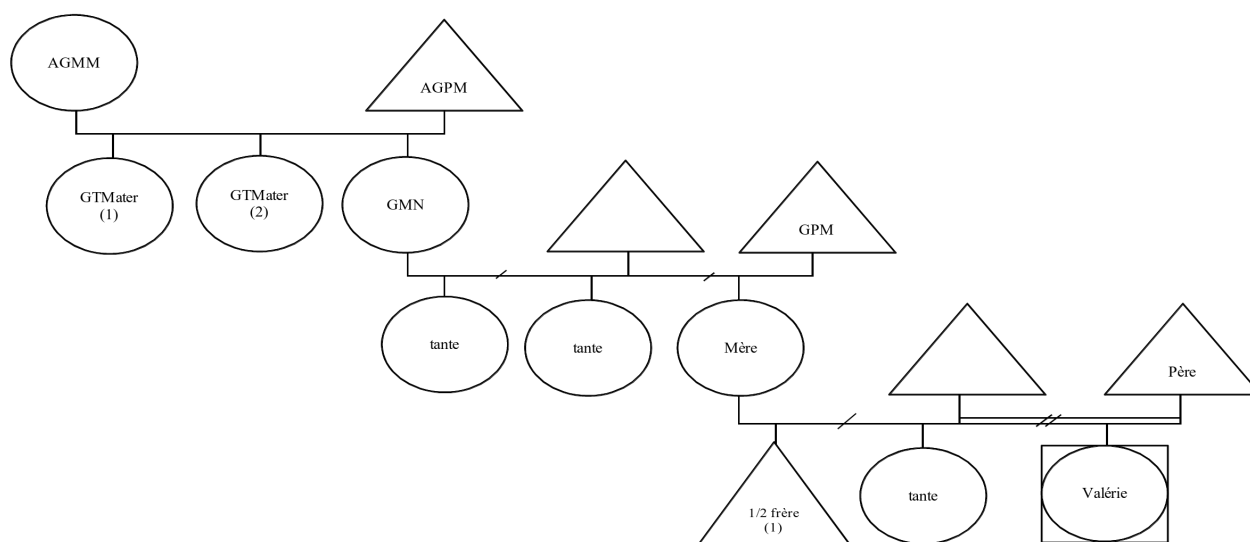 AGMM
AGPM
GTMater
(1)
GTMater
(2)
GMN
GPM
tante
tante
Mère
Père
1/2 frère
(1)
tante
Valérie